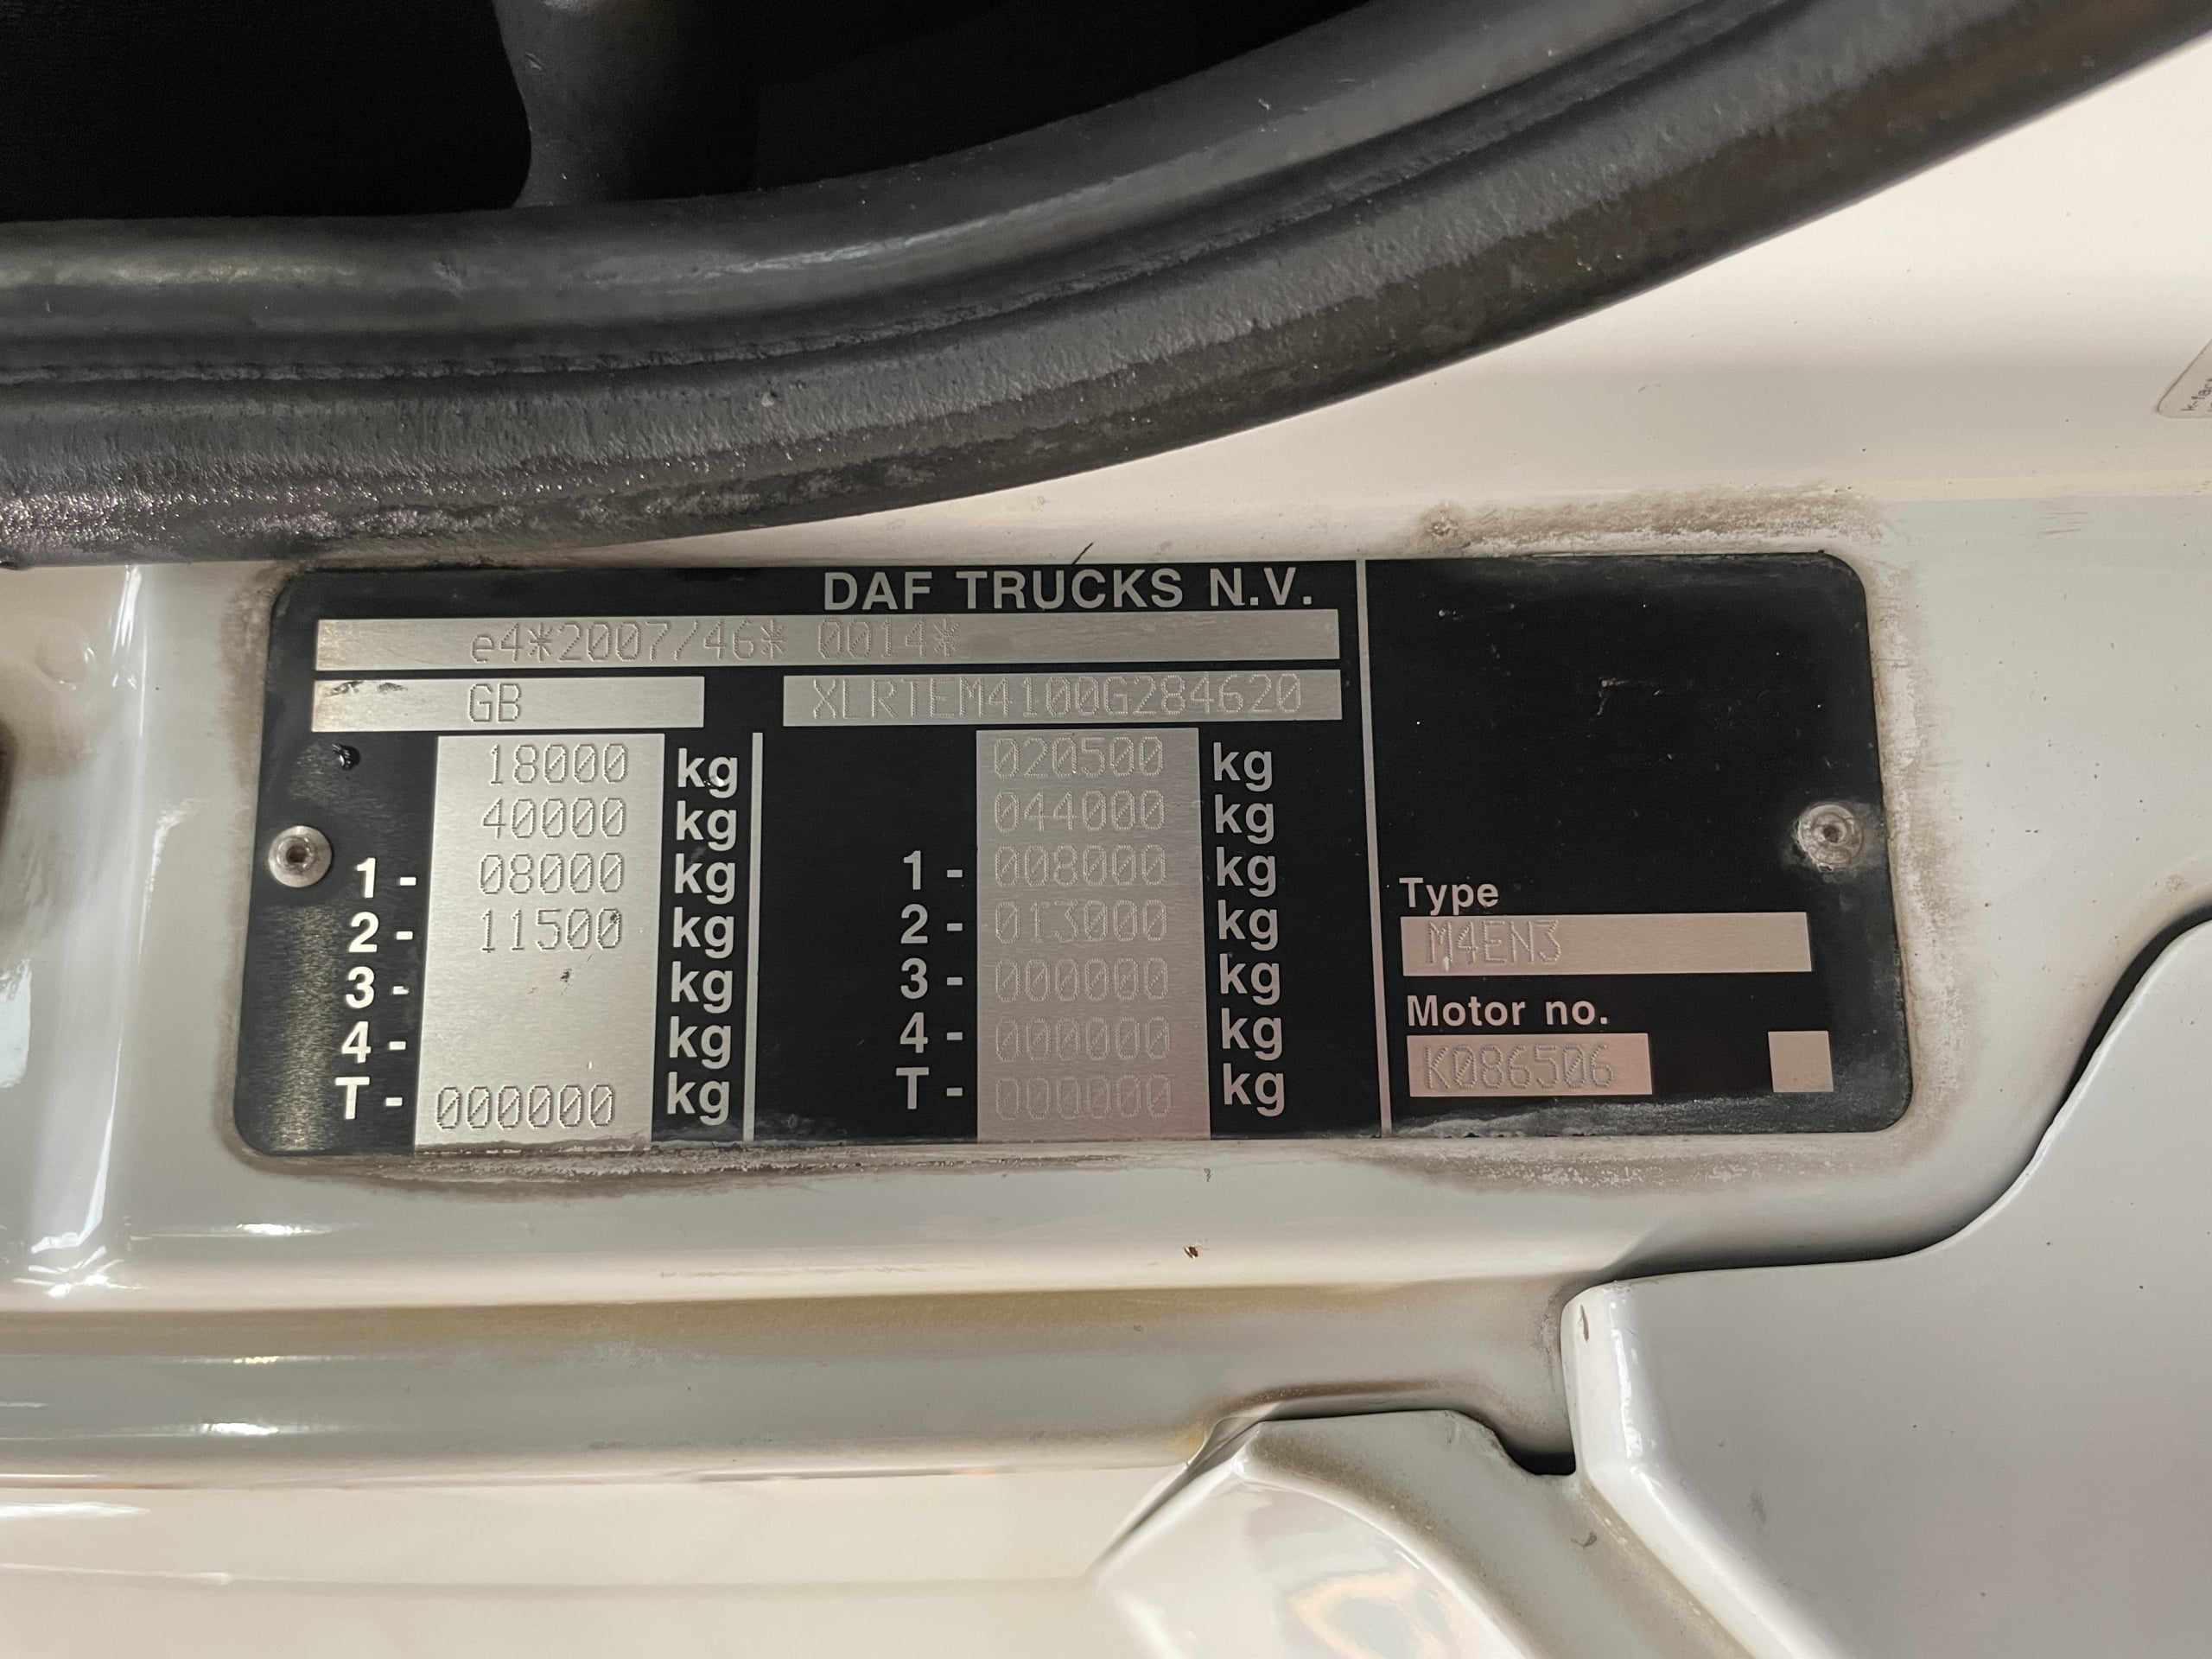 DAF TRUCKS N.V.
e4*2007/46* 0014*
GB XLRTEM4100G284620
18000 kg 020500 kg
40000 kg 044000 kg
1- 08000 kg 1- 008000 kg
2- 11500 kg 2- 013000 kg
3- kg 3- 000000 kg
4- kg 4- 000000 kg
T- 000000 kg T- 000000 kg
Type
M4EN3
Motor no.
K086506